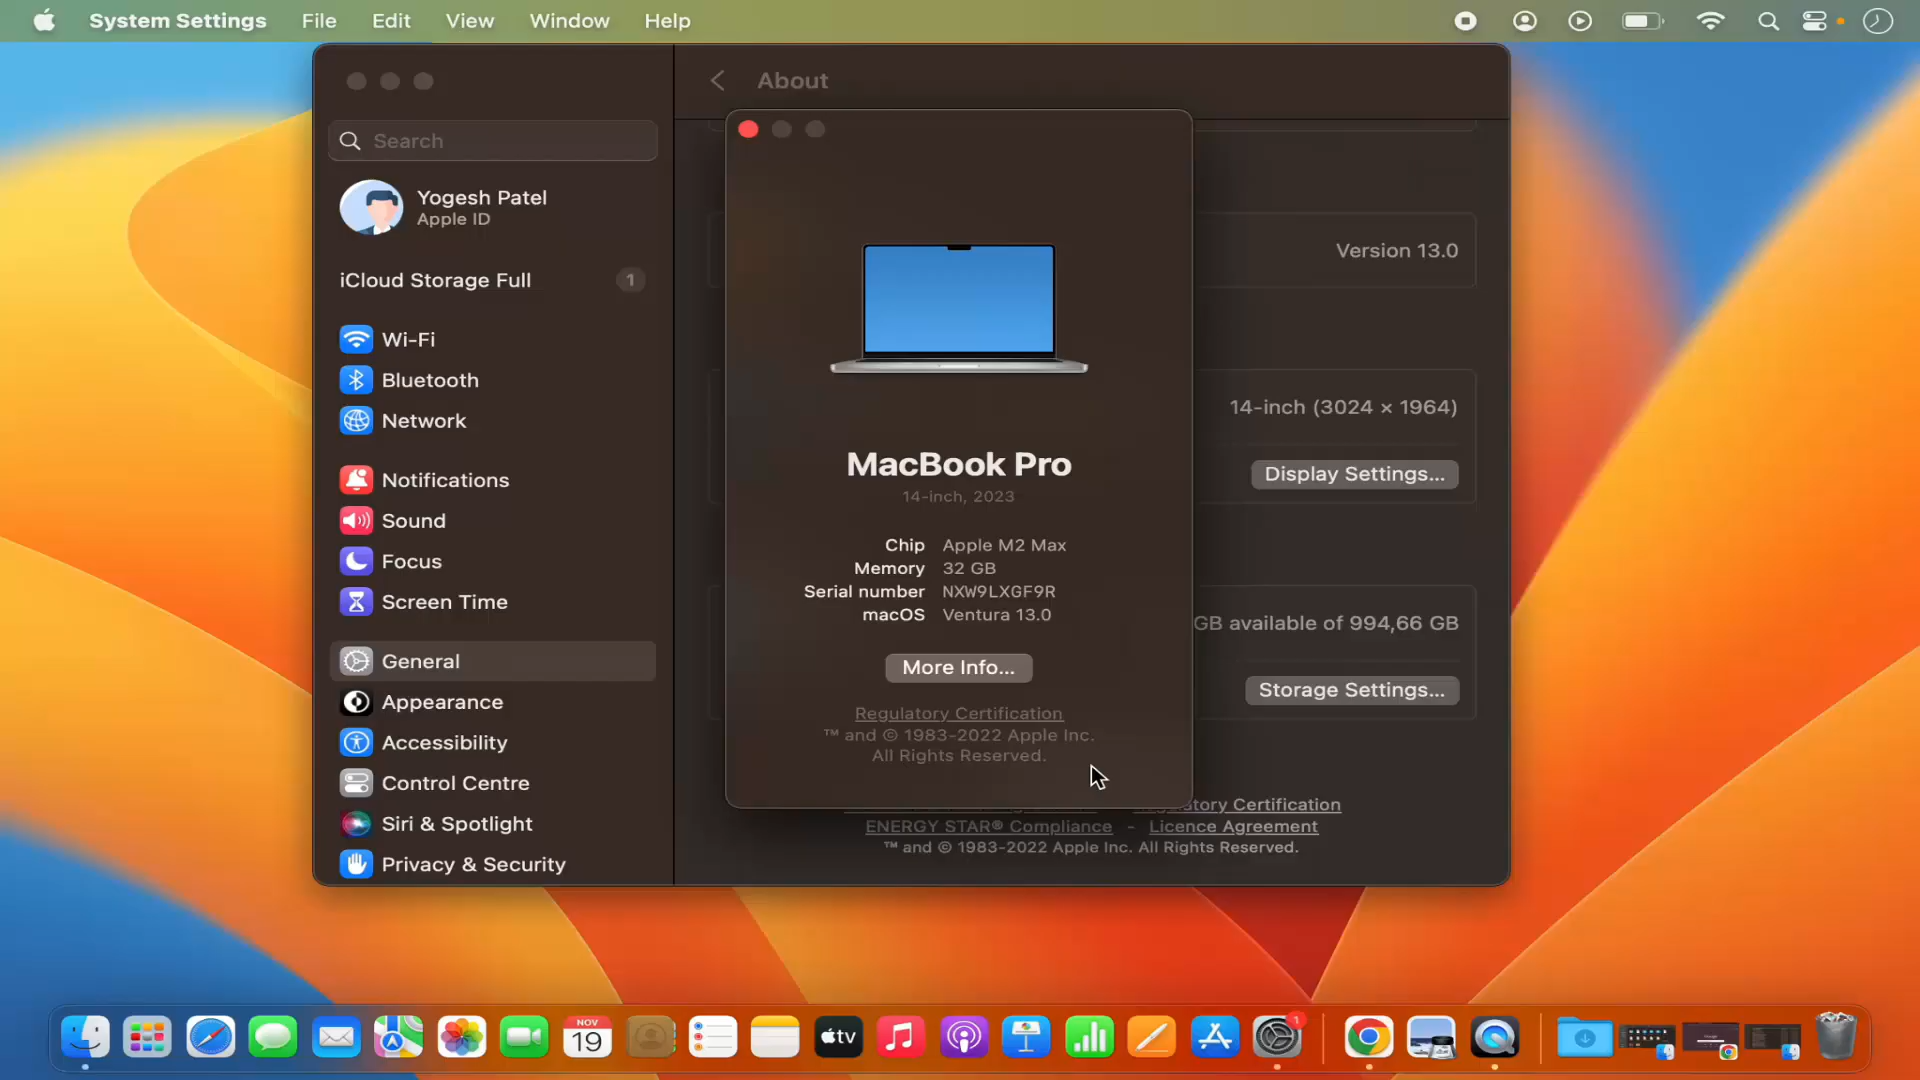 System Settings File Edit View Window Help
About
Search
Yogesh Patel
Apple ID
iCloud Storage Full 1
Wi-Fi
Bluetooth
Network
Notifications
Sound
Focus
Screen Time
General
Appearance
Accessibility
Control Centre
Siri & Spotlight
Privacy & Security
MacBook Pro
14-inch, 2023
Chip Apple M2 Max
Memory 32 GB
Serial number NXW9LXGF9R
macOS Ventura 13.0
More Info...
Regulatory Certification
™ and © 1983-2022 Apple Inc.
All Rights Reserved.
Version 13.0
14-inch (3024 × 1964)
Display Settings...
GB available of 994,66 GB
Storage Settings...
Certification
ENERGY STAR® Compliance - Licence Agreement
™ and © 1983-2022 Apple Inc. All Rights Reserved.
NOV
19
tv
1